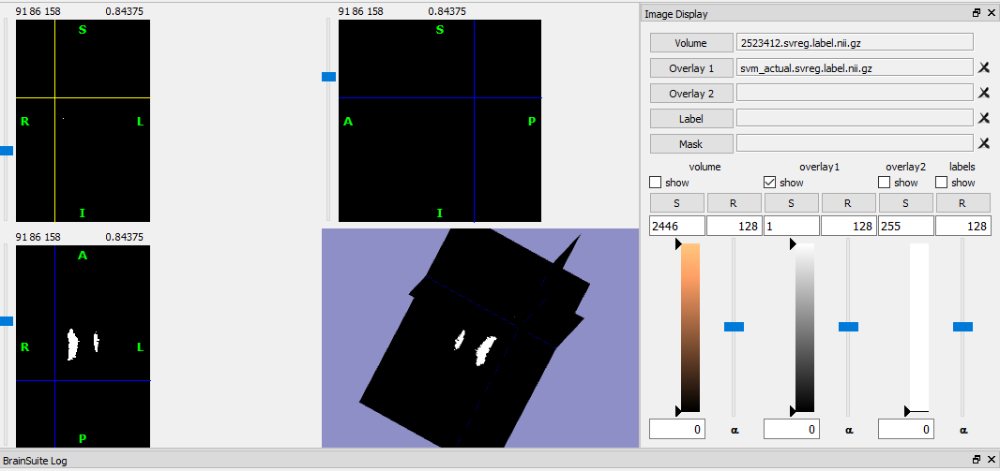 91 86 158 0.84375
S
R L
I
91 86 158 0.84375
S
A P
I
91 86 158 0.84375
A
R L
P
Image Display
Volume 2523412.svreg.label.nii.gz
Overlay 1 svm_actual.svreg.label.nii.gz
Overlay 2
Label
Mask
volume overlay1 overlay2 labels
show show show show
S R S R S R
2446 128 1 128 255 128
0 α 0 α 0 α
BrainSuite Log